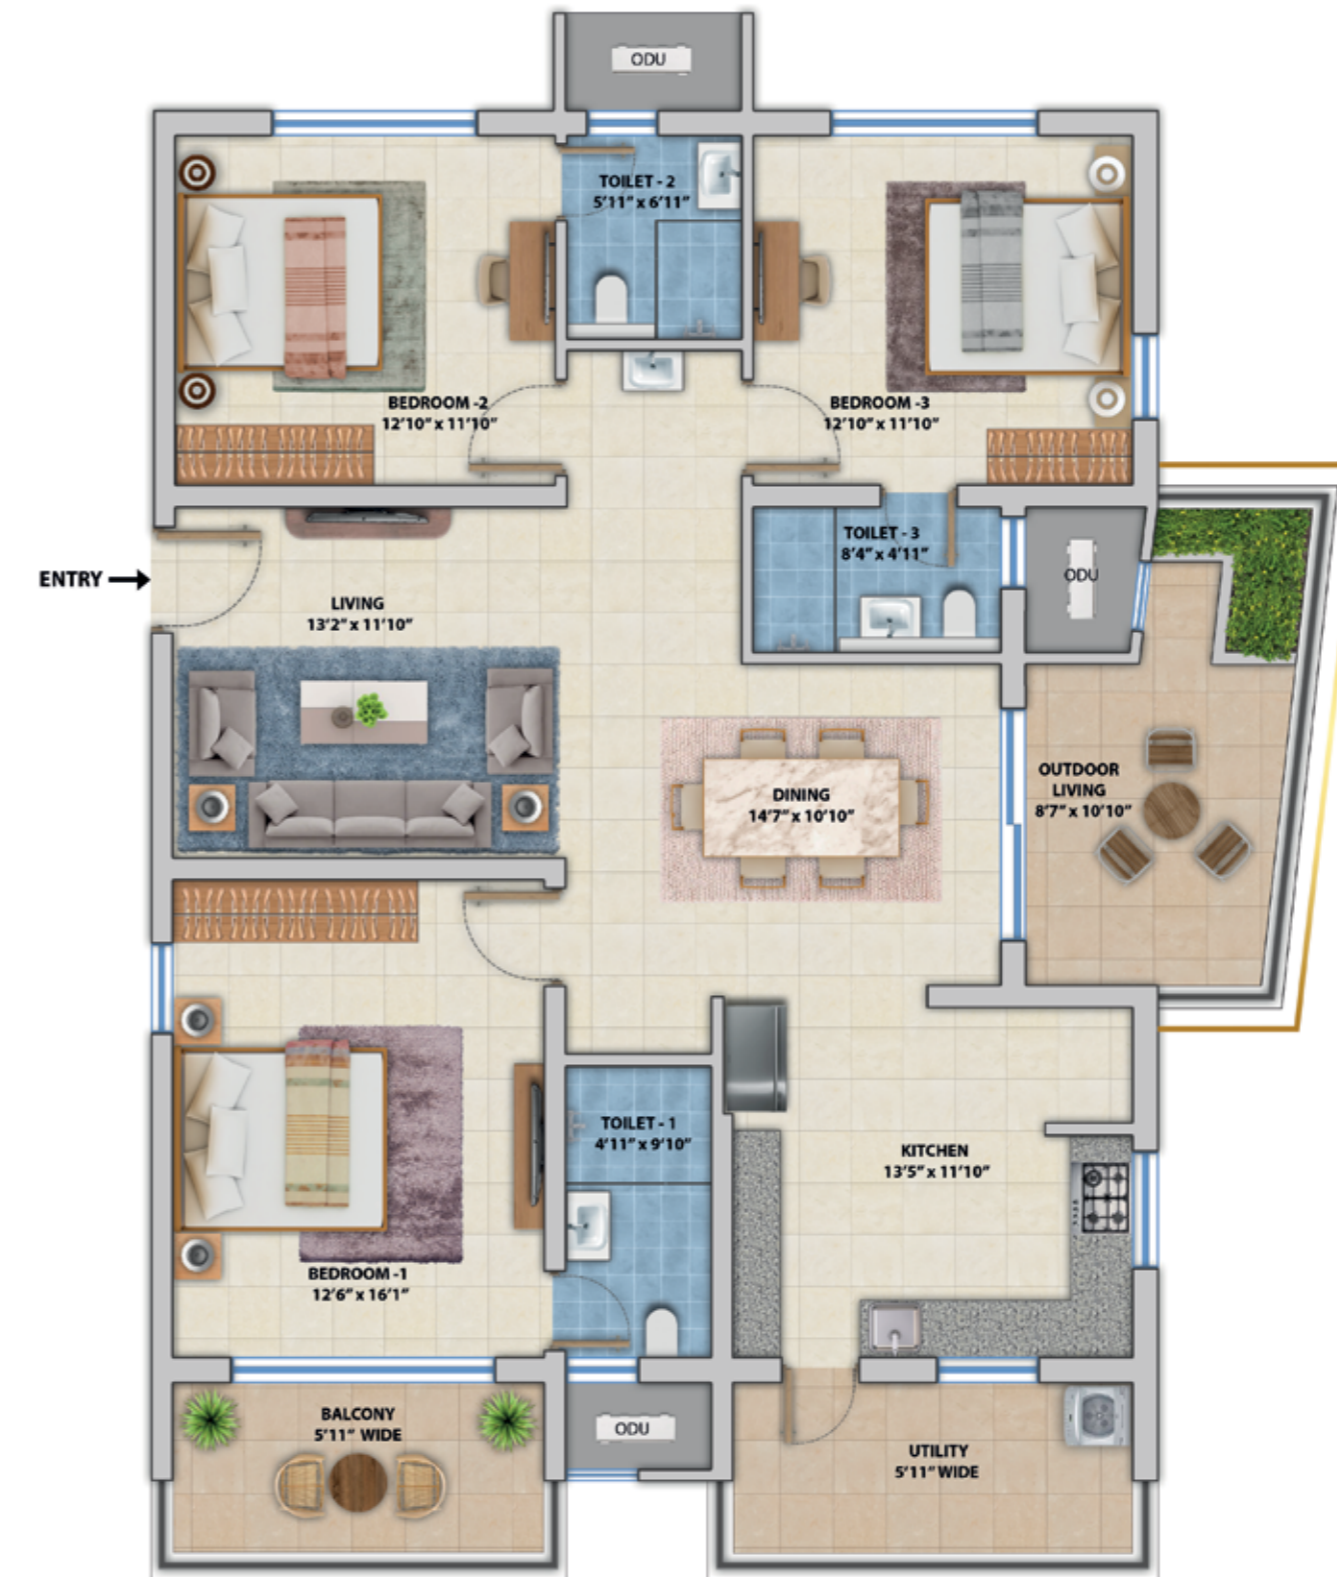 ODU
TOILET - 2
5'11" x 6'11"
BEDROOM -2
12'10" x 11'10"
BEDROOM -3
12'10" x 11'10"
ENTRY
TOILET - 3
8'4" x 4'11"
ODU
LIVING
13'2" x 11'10"
DINING
14'7" x 10'10"
OUTDOOR
LIVING
8'7" x 10'10"
TOILET - 1
4'11" x 9'10"
KITCHEN
13'5" x 11'10"
BEDROOM -1
12'6" x 16'1"
BALCONY
5'11" WIDE
ODU
UTILITY
5'11" WIDE